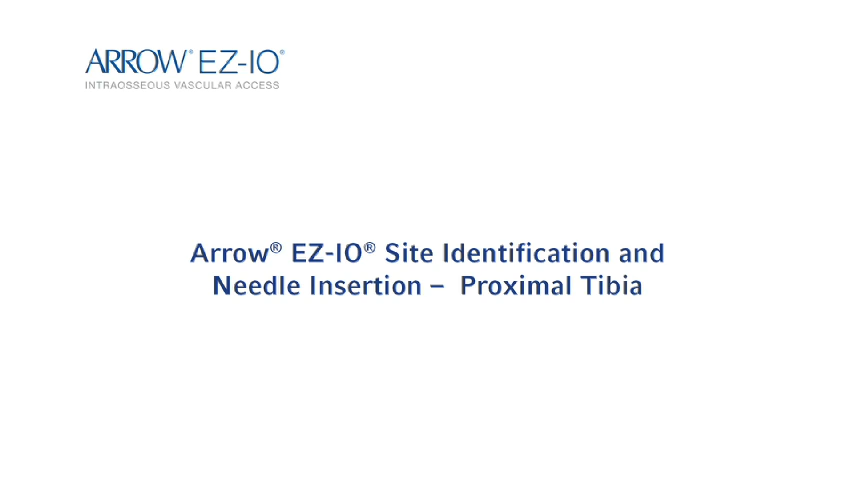 ARROW® EZ-IO®
INTRAOSSEOUS VASCULAR ACCESS
Arrow® EZ-IO® Site Identification and
Needle Insertion – Proximal Tibia